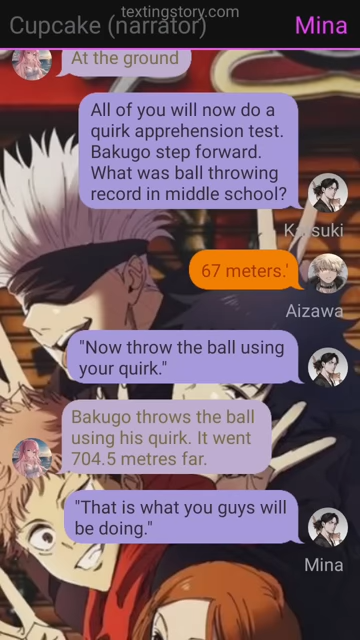 textingstory.com
Cupcake (narrator)
Mina
At the ground
All of you will now do a
quirk apprehension test.
Bakugo step forward.
What was ball throwing
record in middle school?
Katsuki
67 meters.'
Aizawa
"Now throw the ball using
your quirk."
Bakugo throws the ball
using his quirk. It went
704.5 metres far.
"That is what you guys will
be doing."
Mina